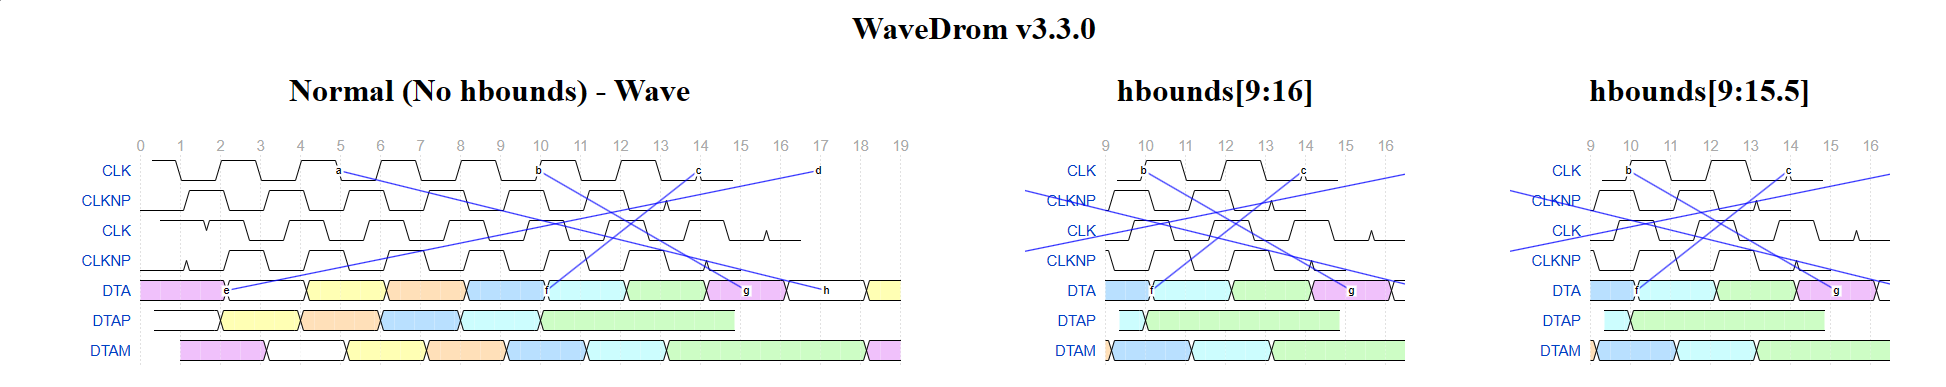 WaveDrom v3.3.0
Normal (No hbounds) - Wave
0 1 2 3 4 5 6 7 8 9 10 11 12 13 14 15 16 17 18 19
CLK a b c d
CLKNP
CLK
CLKNP
DTA e f g h
DTAP
DTAM
hbounds[9:16]
9 10 11 12 13 14 15 16
CLK b c
CLKNP
CLK
CLKNP
DTA f g
DTAP
DTAM
hbounds[9:15.5]
9 10 11 12 13 14 15 16
CLK b c
CLKNP
CLK
CLKNP
DTA f g
DTAP
DTAM